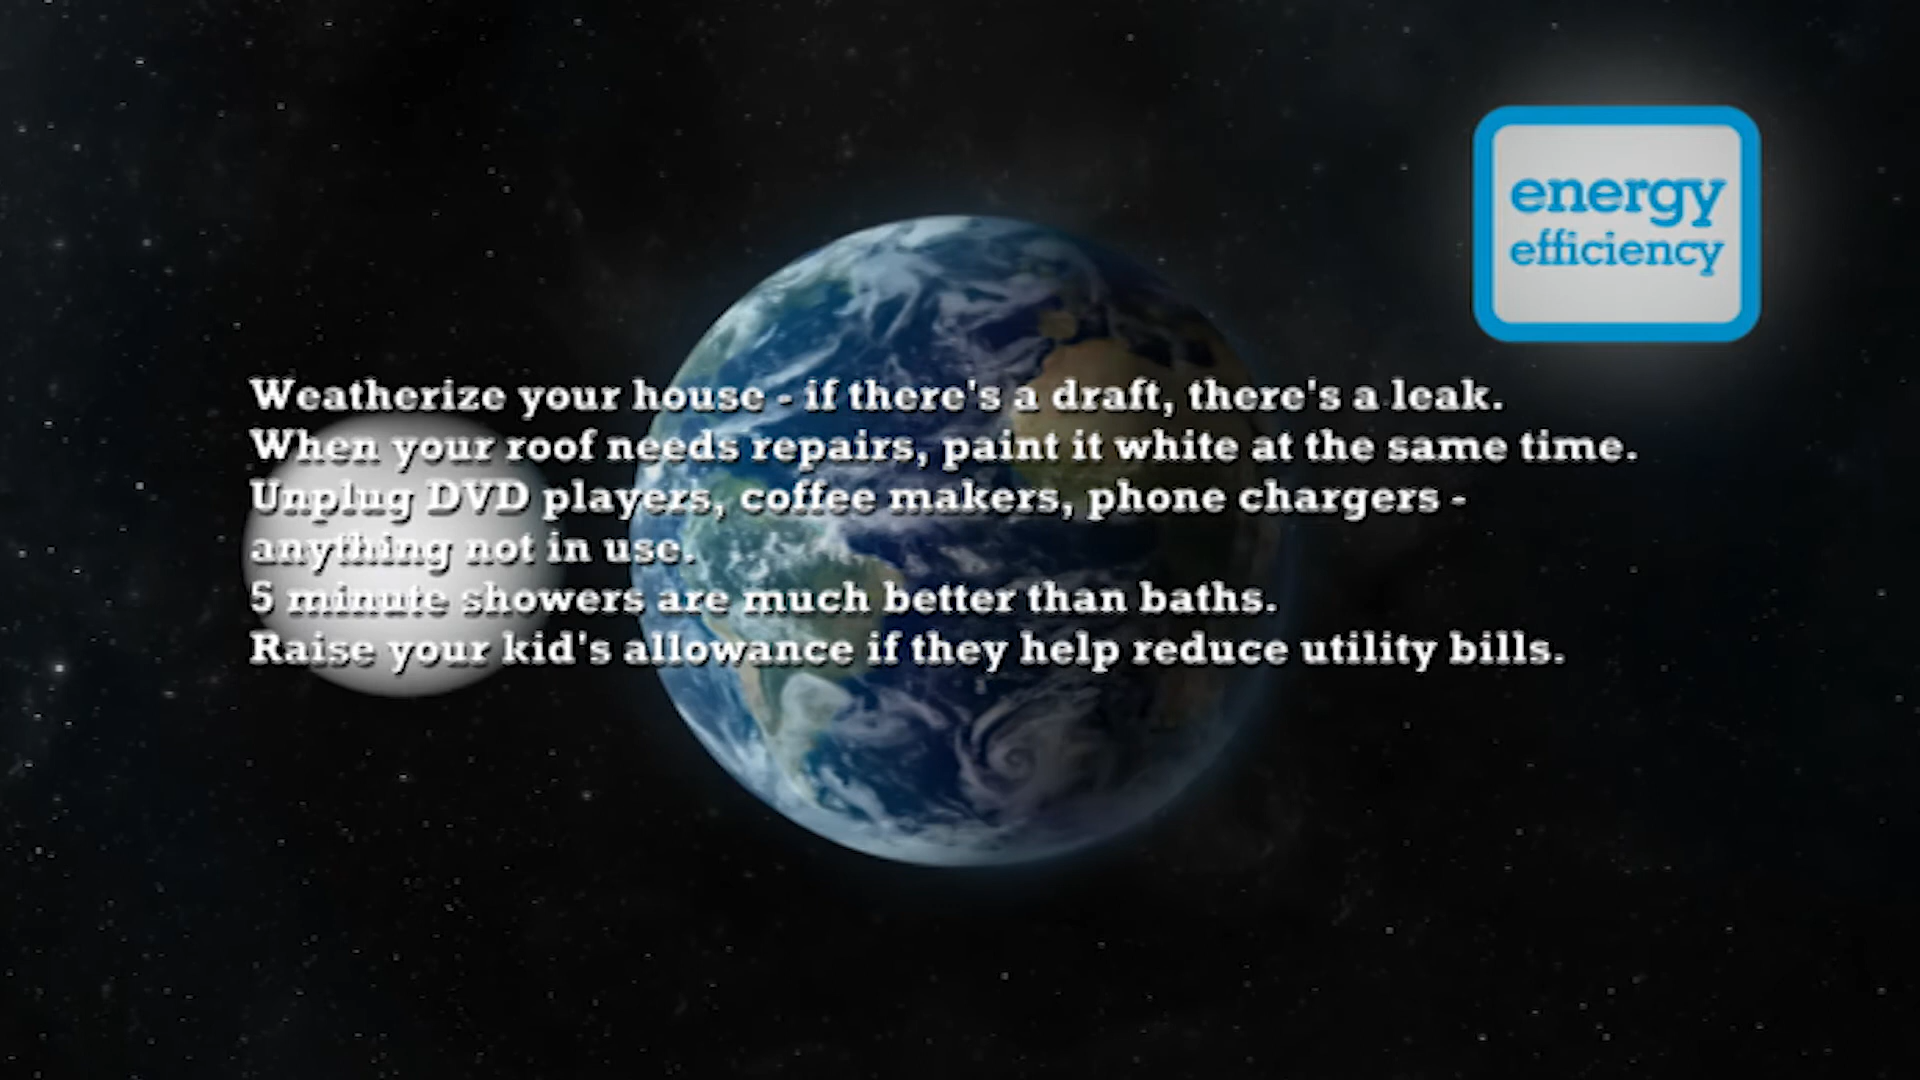 energy
efficiency
Weatherize your house - if there's a draft, there's a leak.
When your roof needs repairs, paint it white at the same time.
Unplug DVD players, coffee makers, phone chargers -
anything not in use.
5 minute showers are much better than baths.
Raise your kid's allowance if they help reduce utility bills.